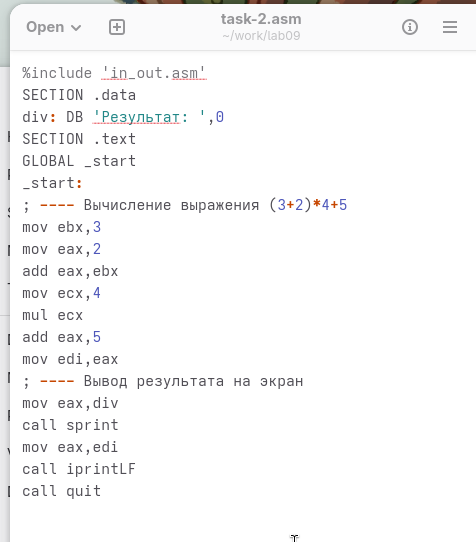 Open
task-2.asm
~/work/lab09
%include 'in_out.asm'
SECTION .data
div: DB 'Результат: ',0
SECTION .text
GLOBAL _start
_start:
; ---- Вычисление выражения (3+2)*4+5
mov ebx,3
mov eax,2
add eax,ebx
mov ecx,4
mul ecx
add eax,5
mov edi,eax
; ---- Вывод результата на экран
mov eax,div
call sprint
mov eax,edi
call iprintLF
call quit